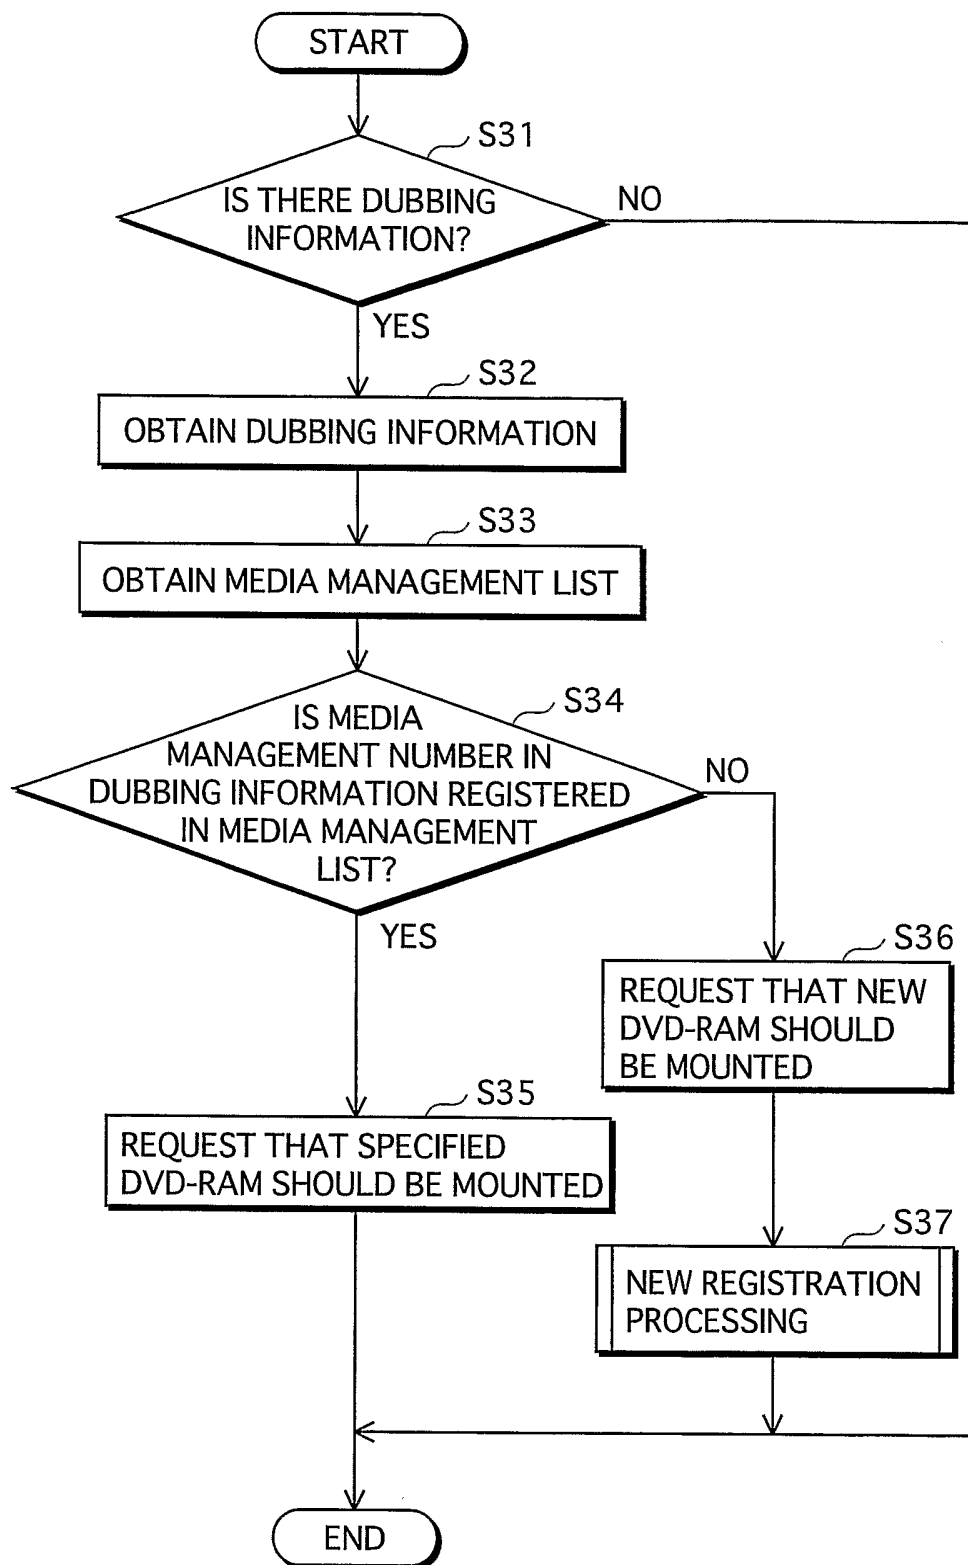 START
S31
IS THERE DUBBING
INFORMATION?
NO
YES
S32
OBTAIN DUBBING INFORMATION
S33
OBTAIN MEDIA MANAGEMENT LIST
S34
IS MEDIA
MANAGEMENT NUMBER IN
DUBBING INFORMATION REGISTERED
IN MEDIA MANAGEMENT
LIST?
NO
YES
S36
REQUEST THAT NEW
DVD-RAM SHOULD
BE MOUNTED
S35
REQUEST THAT SPECIFIED
DVD-RAM SHOULD BE MOUNTED
S37
NEW REGISTRATION
PROCESSING
END